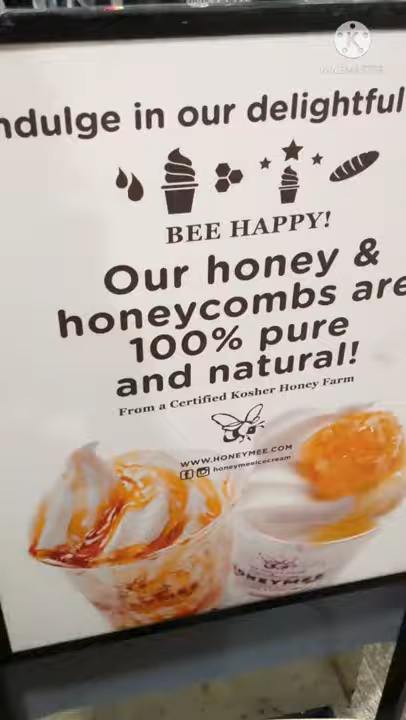 KINEMASTER
ndulge in our delightful
BEE HAPPY!
Our honey &
honeycombs are
100% pure
and natural!
From a Certified Kosher Honey Farm
WWW.HONEYMEE.COM
honeymeeicecream
HONEYMEE